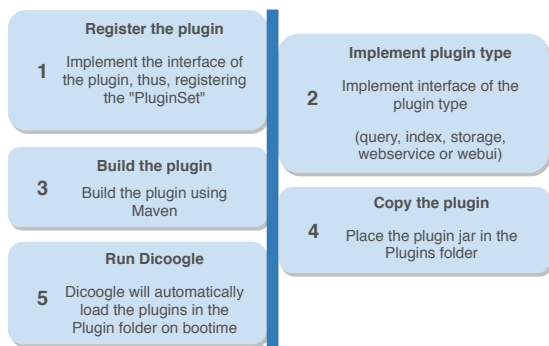 Register the plugin
1
Implement the interface of
the plugin, thus, registering
the "PluginSet"
Implement plugin type
2
Implement interface of the
plugin type
(query, index, storage,
webservice or webui)
Build the plugin
3
Build the plugin using
Maven
Copy the plugin
4
Place the plugin jar in the
Plugins folder
Run Dicoogle
5
Dicoogle will automatically
load the plugins in the
Plugin folder on bootime